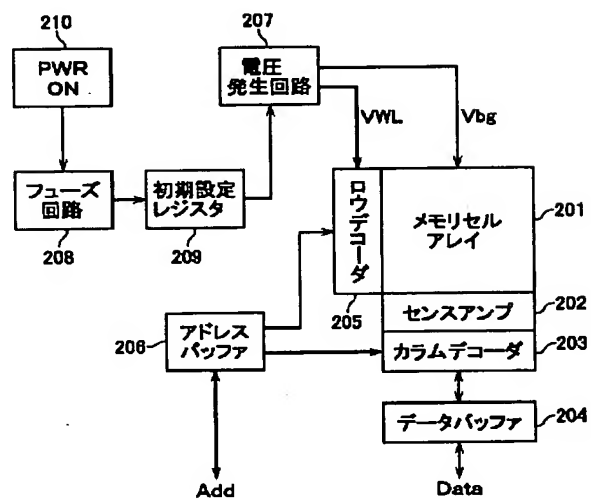 210
PWR
ON
207
電圧
発生回路
VWL
Vbg
フューズ
回路
208
初期設定
レジスタ
209
ロウデコーダ
205
メモリセル
アレイ
201
センスアンプ
202
カラムデコーダ
203
206
アドレス
バッファ
データバッファ
204
Add
Data